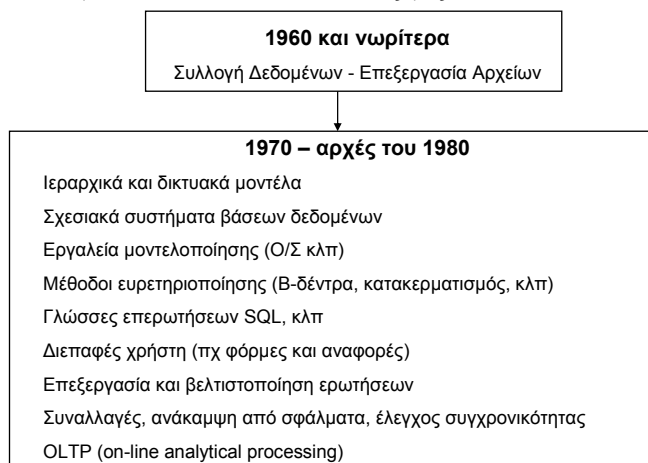 1960 και νωρίτερα
Συλλογή Δεδομένων - Επεξεργασία Αρχείων
1970 – αρχές του 1980
Ιεραρχικά και δικτυακά μοντέλα
Σχεσιακά συστήματα βάσεων δεδομένων
Εργαλεία μοντελοποίησης (Ο/Σ κλπ)
Μέθοδοι ευρετηριοποίησης (Β-δέντρα, κατακερματισμός, κλπ)
Γλώσσες επερωτήσεων SQL, κλπ
Διεπαφές χρήστη (πχ φόρμες και αναφορές)
Επεξεργασία και βελτιστοποίηση ερωτήσεων
Συναλλαγές, ανάκαμψη από σφάλματα, έλεγχος συγχρονικότητας
OLTP (on-line analytical processing)